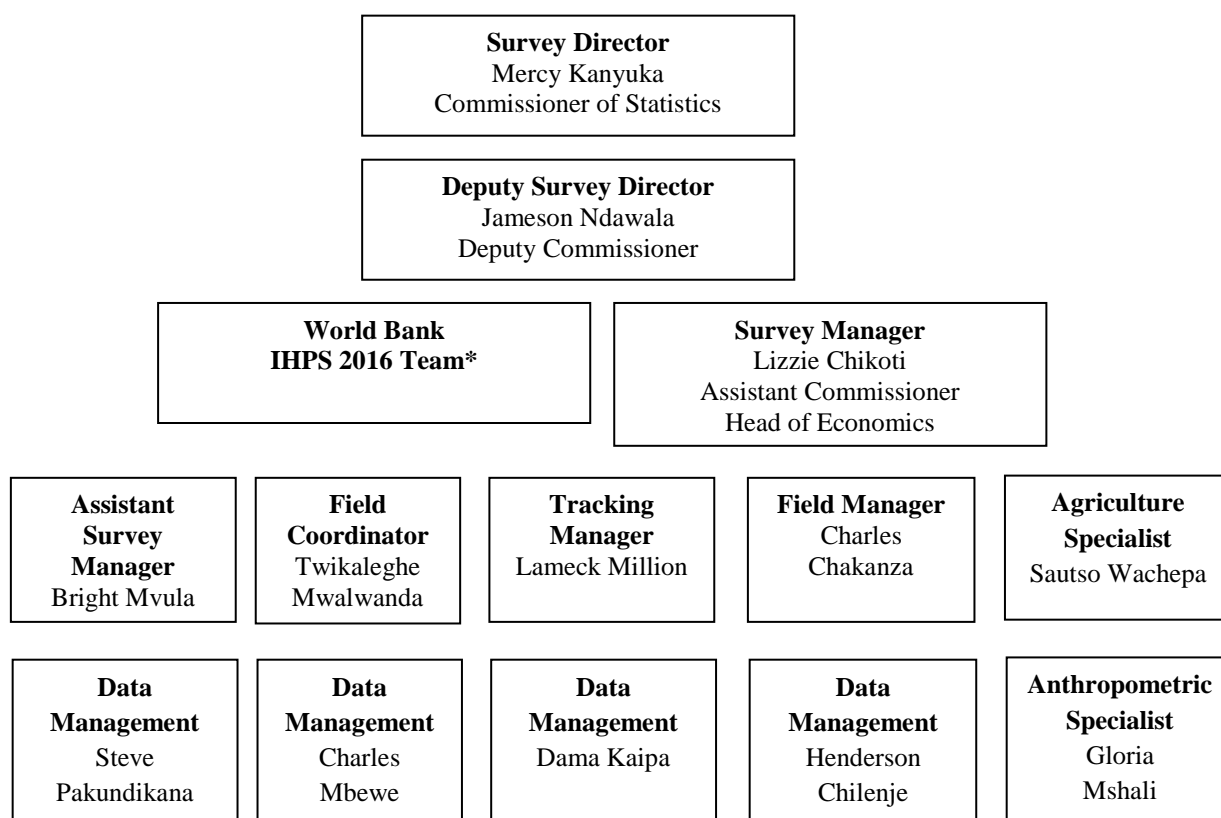 Survey Director
Mercy Kanyuka
Commissioner of Statistics
Deputy Survey Director
Jameson Ndawala
Deputy Commissioner
World Bank
IHPS 2016 Team*
Survey Manager
Lizzie Chikoti
Assistant Commissioner
Head of Economics
Assistant
Survey
Manager
Bright Mvula
Field
Coordinator
Twikaleghe
Mwalwanda
Tracking
Manager
Lameck Million
Field Manager
Charles
Chakanza
Agriculture
Specialist
Sautso Wachepa
Data
Management
Steve
Pakundikana
Data
Management
Charles
Mbewe
Data
Management
Dama Kaipa
Data
Management
Henderson
Chilenje
Anthropometric
Specialist
Gloria
Mshali